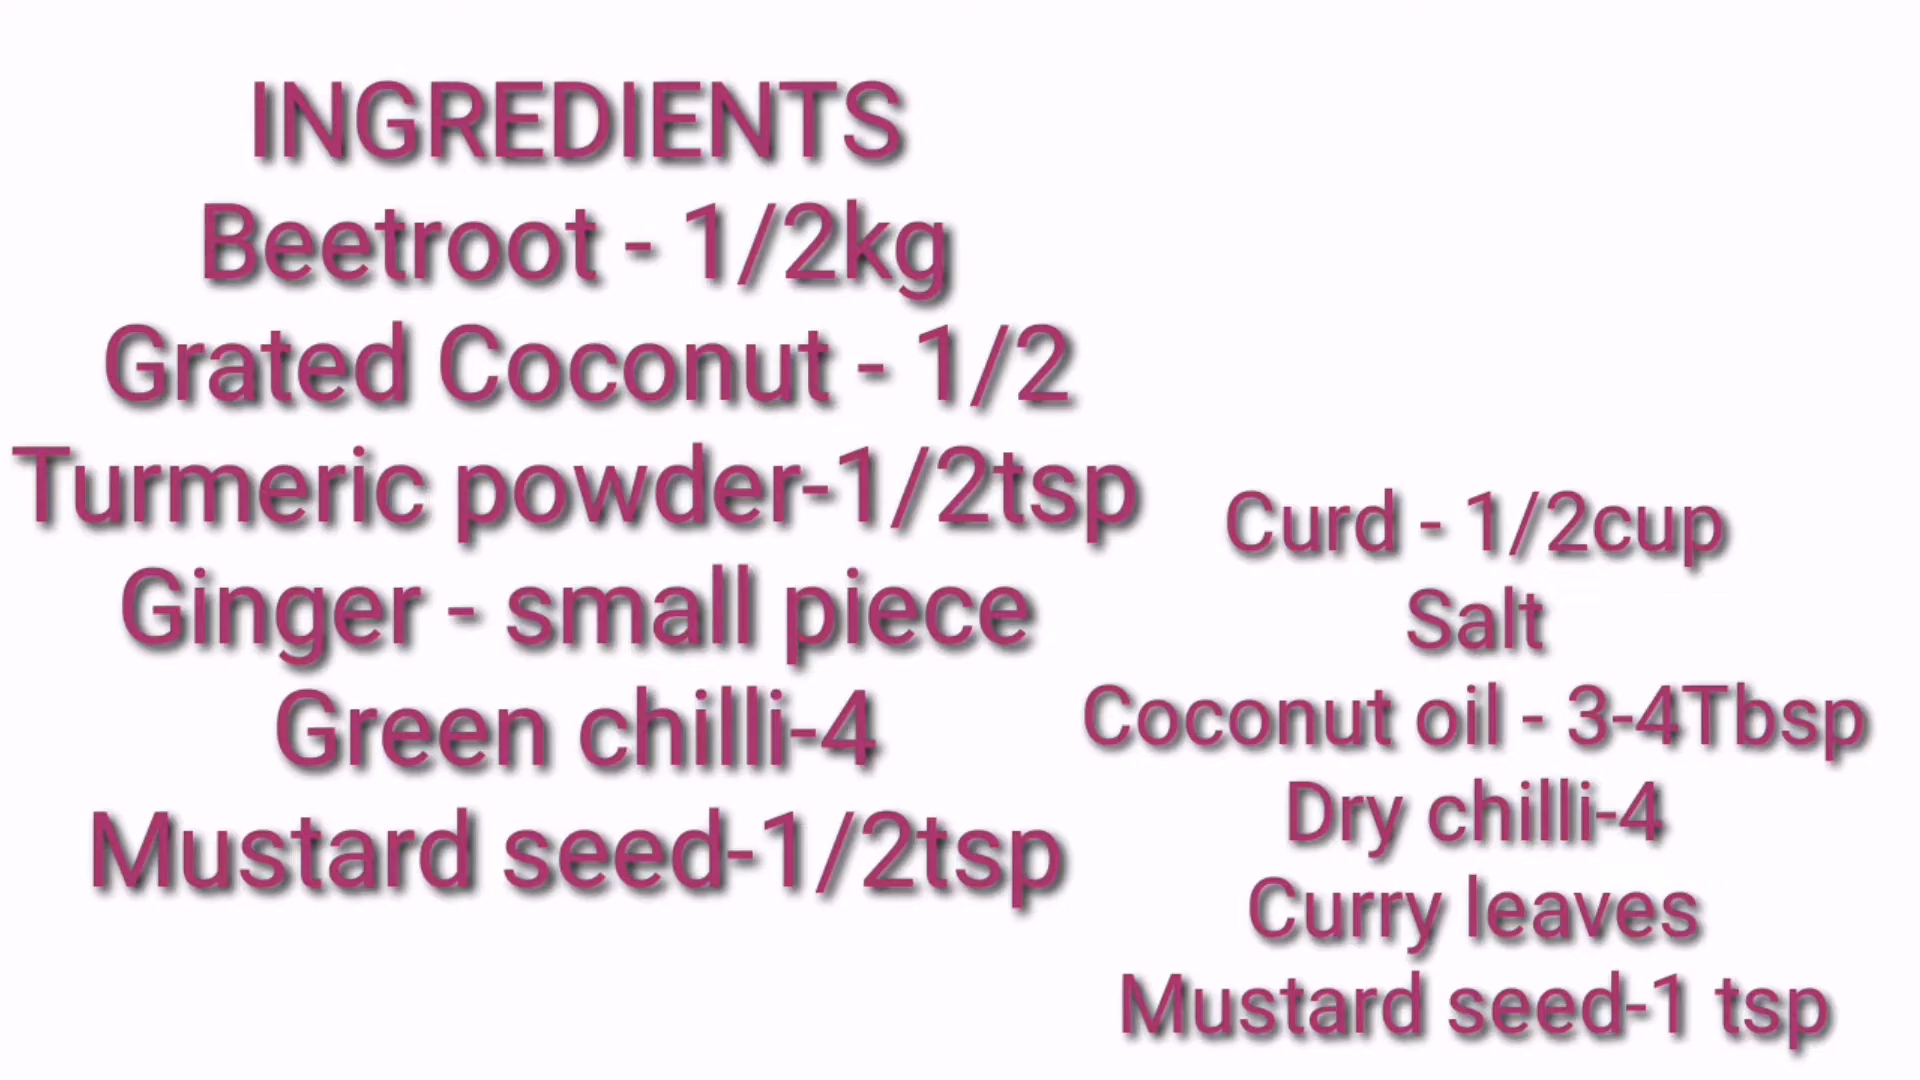 INGREDIENTS
Beetroot - 1/2kg
Grated Coconut - 1/2
Turmeric powder-1/2tsp
Ginger - small piece
Green chilli-4
Mustard seed-1/2tsp
Curd - 1/2cup
Salt
Coconut oil - 3-4Tbsp
Dry chilli-4
Curry leaves
Mustard seed-1 tsp